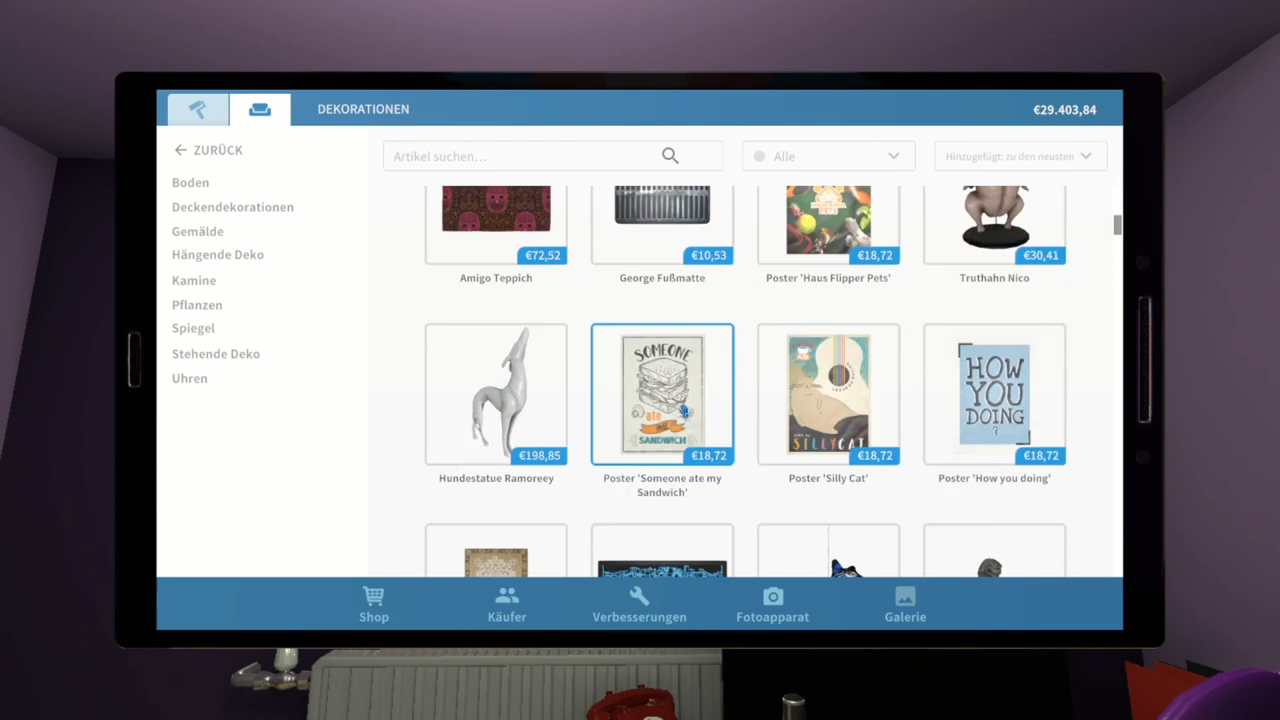 DEKORATIONEN
€29.403,84
ZURÜCK
Artikel suchen...
Alle
Hinzugefügt: zu den neusten
Boden
Deckendekorationen
Gemälde
Hängende Deko
Kamine
Pflanzen
Spiegel
Stehende Deko
Uhren
€72,52
€10,53
€18,72
€30,41
Amigo Teppich
George Fußmatte
Poster 'Haus Flipper Pets'
Truthahn Nico
PETS
SOMEONE
ate
SANDWICH
SILLYCAT
HOW
YOU
DOING
?
€198,85
€18,72
€18,72
€18,72
Hundestatue Ramoreey
Poster 'Someone ate my
Sandwich'
Poster 'Silly Cat'
Poster 'How you doing'
Shop
Käufer
Verbesserungen
Fotoapparat
Galerie